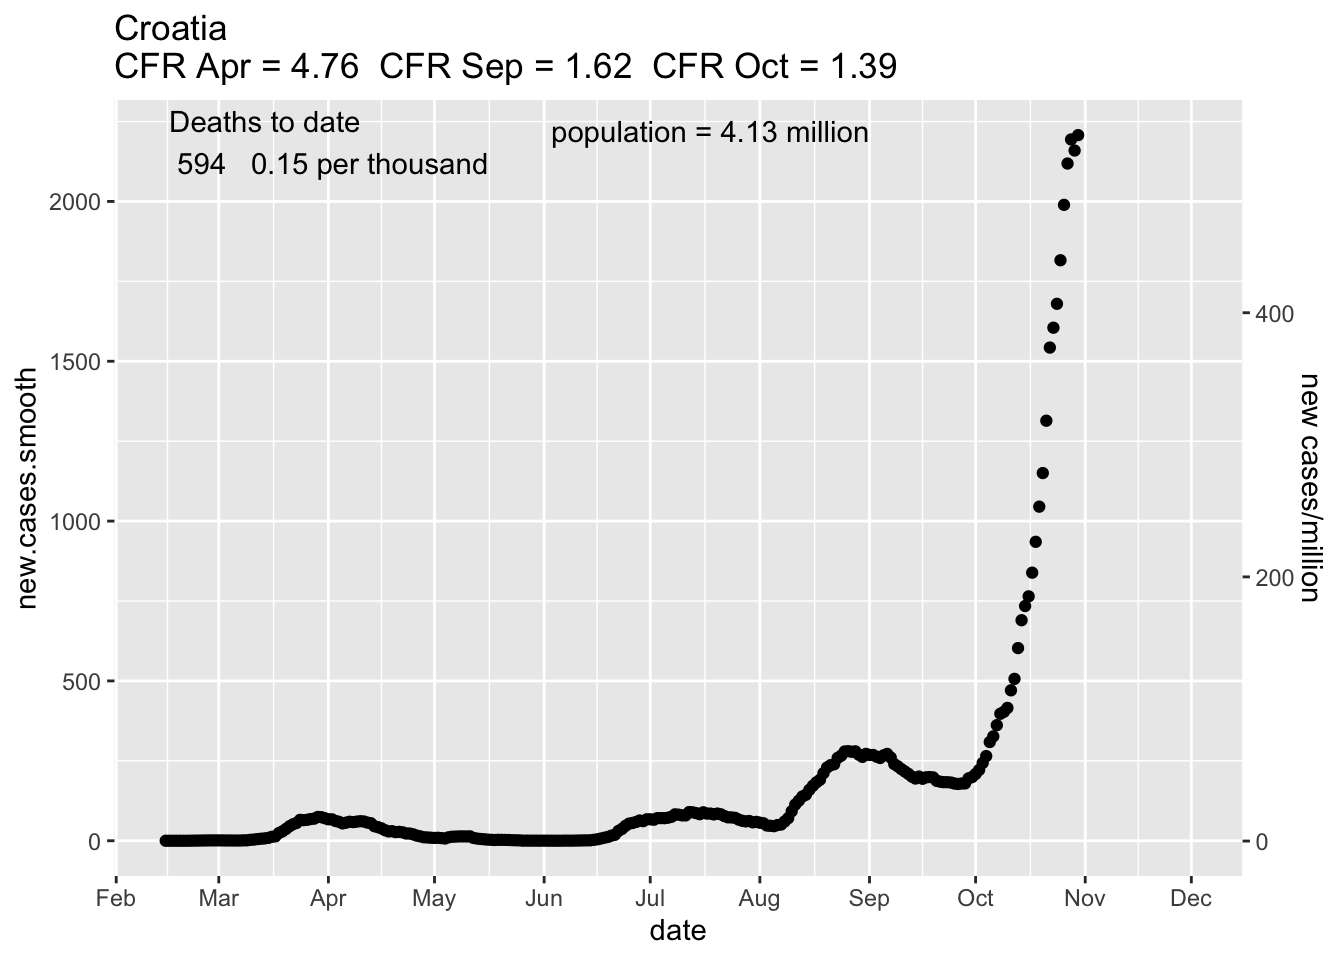 Croatia
CFR Apr = 4.76  CFR Sep = 1.62  CFR Oct = 1.39
Deaths to date
population = 4.13 million
594   0.15 per thousand
2000
1500
1000
500
0
new.cases.smooth
400
200
0
new cases/million
Feb Mar Apr May Jun Jul Aug Sep Oct Nov Dec
date